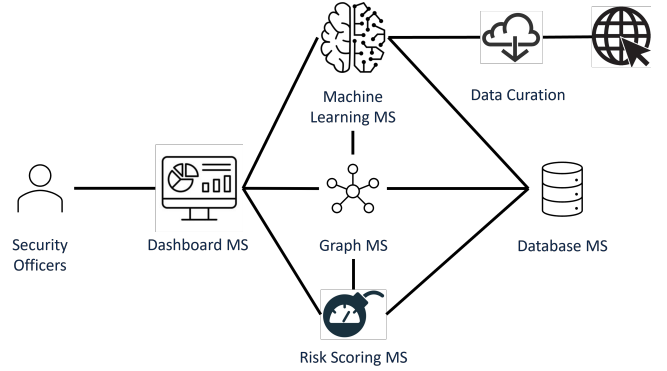 Machine
Learning MS
Data Curation
Security
Officers
Dashboard MS
Graph MS
Database MS
Risk Scoring MS